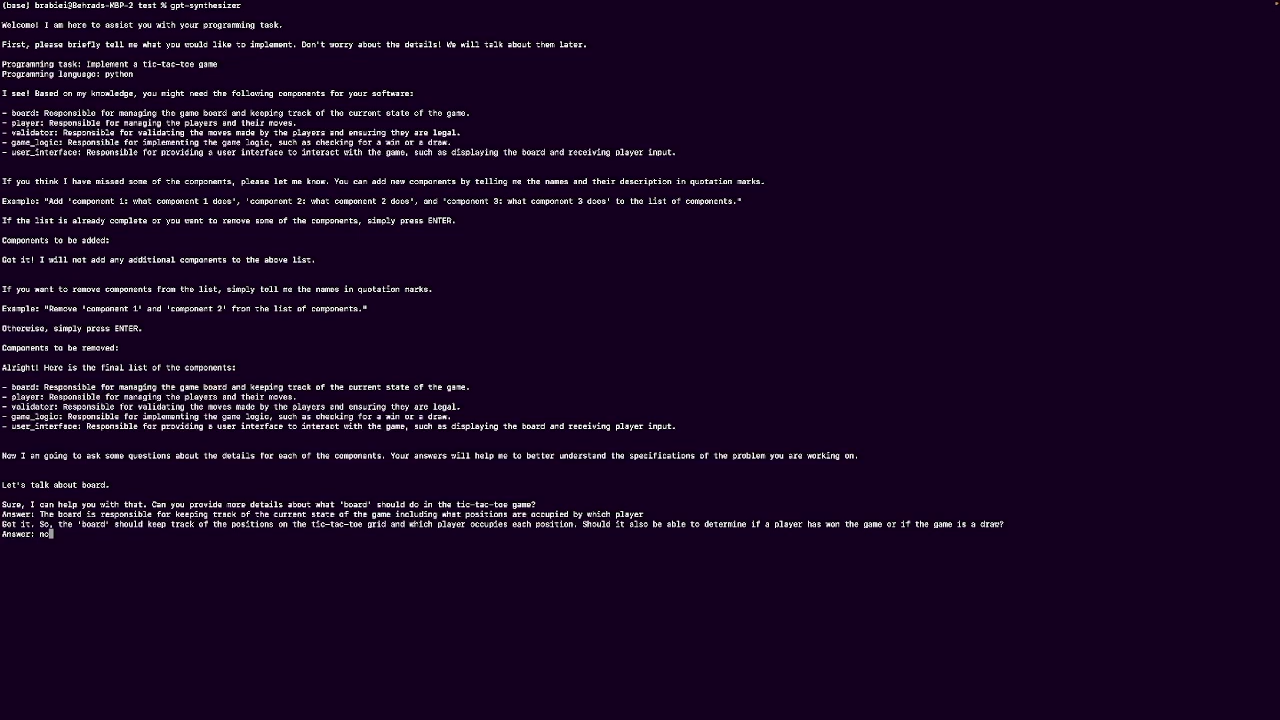 (base) brabiei@Behrads-MBP-2 test % gpt-synthesizer
Welcome! I am here to assist you with your programming task.
First, please briefly tell me what you would like to implement. Don't worry about the details! We will talk about them later.
Programming task: Implement a tic-tac-toe game
Programming language: python
I see! Based on my knowledge, you might need the following components for your software:
- board: Responsible for managing the game board and keeping track of the current state of the game.
- player: Responsible for managing the players and their moves.
- validator: Responsible for validating the moves made by the players and ensuring they are legal.
- game_logic: Responsible for implementing the game logic, such as checking for a win or a draw.
- user_interface: Responsible for providing a user interface to interact with the game, such as displaying the board and receiving player input.
If you think I have missed some of the components, please let me know. You can add new components by telling me the names and their description in quotation marks.
Example: "Add 'component 1: what component 1 does', 'component 2: what component 2 does', and 'component 3: what component 3 does' to the list of components."
If the list is already complete or you want to remove some of the components, simply press ENTER.
Components to be added:
Got it! I will not add any additional components to the above list.
If you want to remove components from the list, simply tell me the names in quotation marks.
Example: "Remove 'component 1' and 'component 2' from the list of components."
Otherwise, simply press ENTER.
Components to be removed:
Alright! Here is the final list of the components:
- board: Responsible for managing the game board and keeping track of the current state of the game.
- player: Responsible for managing the players and their moves.
- validator: Responsible for validating the moves made by the players and ensuring they are legal.
- game_logic: Responsible for implementing the game logic, such as checking for a win or a draw.
- user_interface: Responsible for providing a user interface to interact with the game, such as displaying the board and receiving player input.
Now I am going to ask some questions about the details for each of the components. Your answers will help me to better understand the specifications of the problem you are working on.
Let's talk about board.
Sure, I can help you with that. Can you provide more details about what 'board' should do in the tic-tac-toe game?
Answer: The board is responsible for keeping track of the current state of the game including what positions are occupied by which player
Got it. So, the 'board' should keep track of the positions on the tic-tac-toe grid and which player occupies each position. Should it also be able to determine if a player has won the game or if the game is a draw?
Answer: no